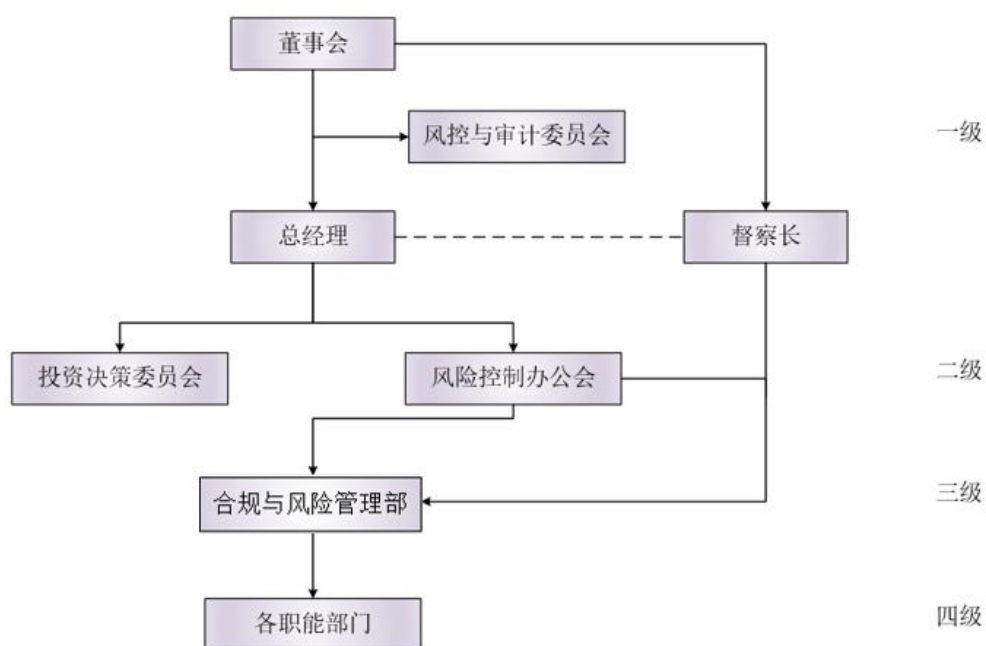 董事会
风控与审计委员会
一级
总经理
督察长
投资决策委员会
风险控制办公会
二级
合规与风险管理部
三级
各职能部门
四级